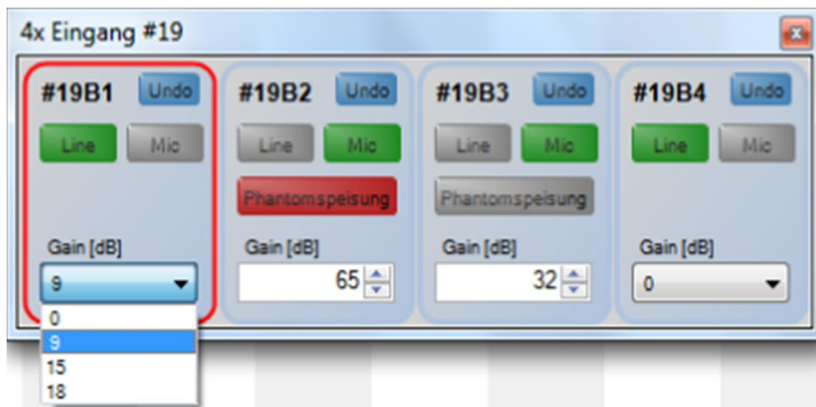 4x Eingang #19
#19B1 Undo #19B2 Undo #19B3 Undo #19B4 Undo
Line Mic Line Mic Line Mic Line Mic
Phantomspeisung Phantomspeisung
Gain [dB] Gain [dB] Gain [dB] Gain [dB]
9 65 32 0
0
9
15
18